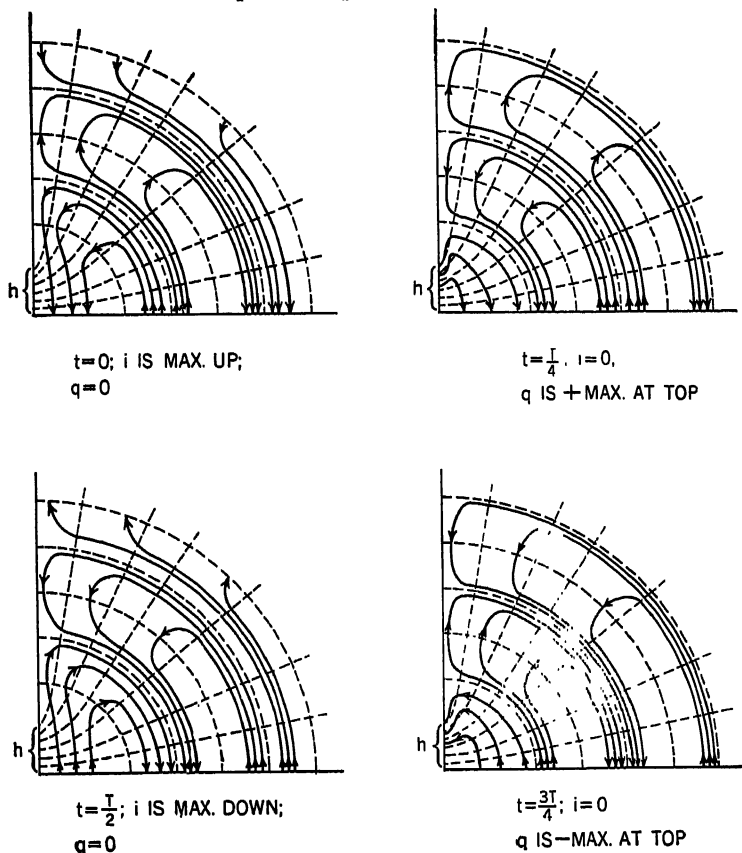 h
t=0; i IS MAX. UP;
q=0
h
t=T/4, ı=0,
q IS +MAX. AT TOP
h
t=T/2; i IS MAX. DOWN;
q=0
h
t=3T/4; i=0
q IS−MAX. AT TOP